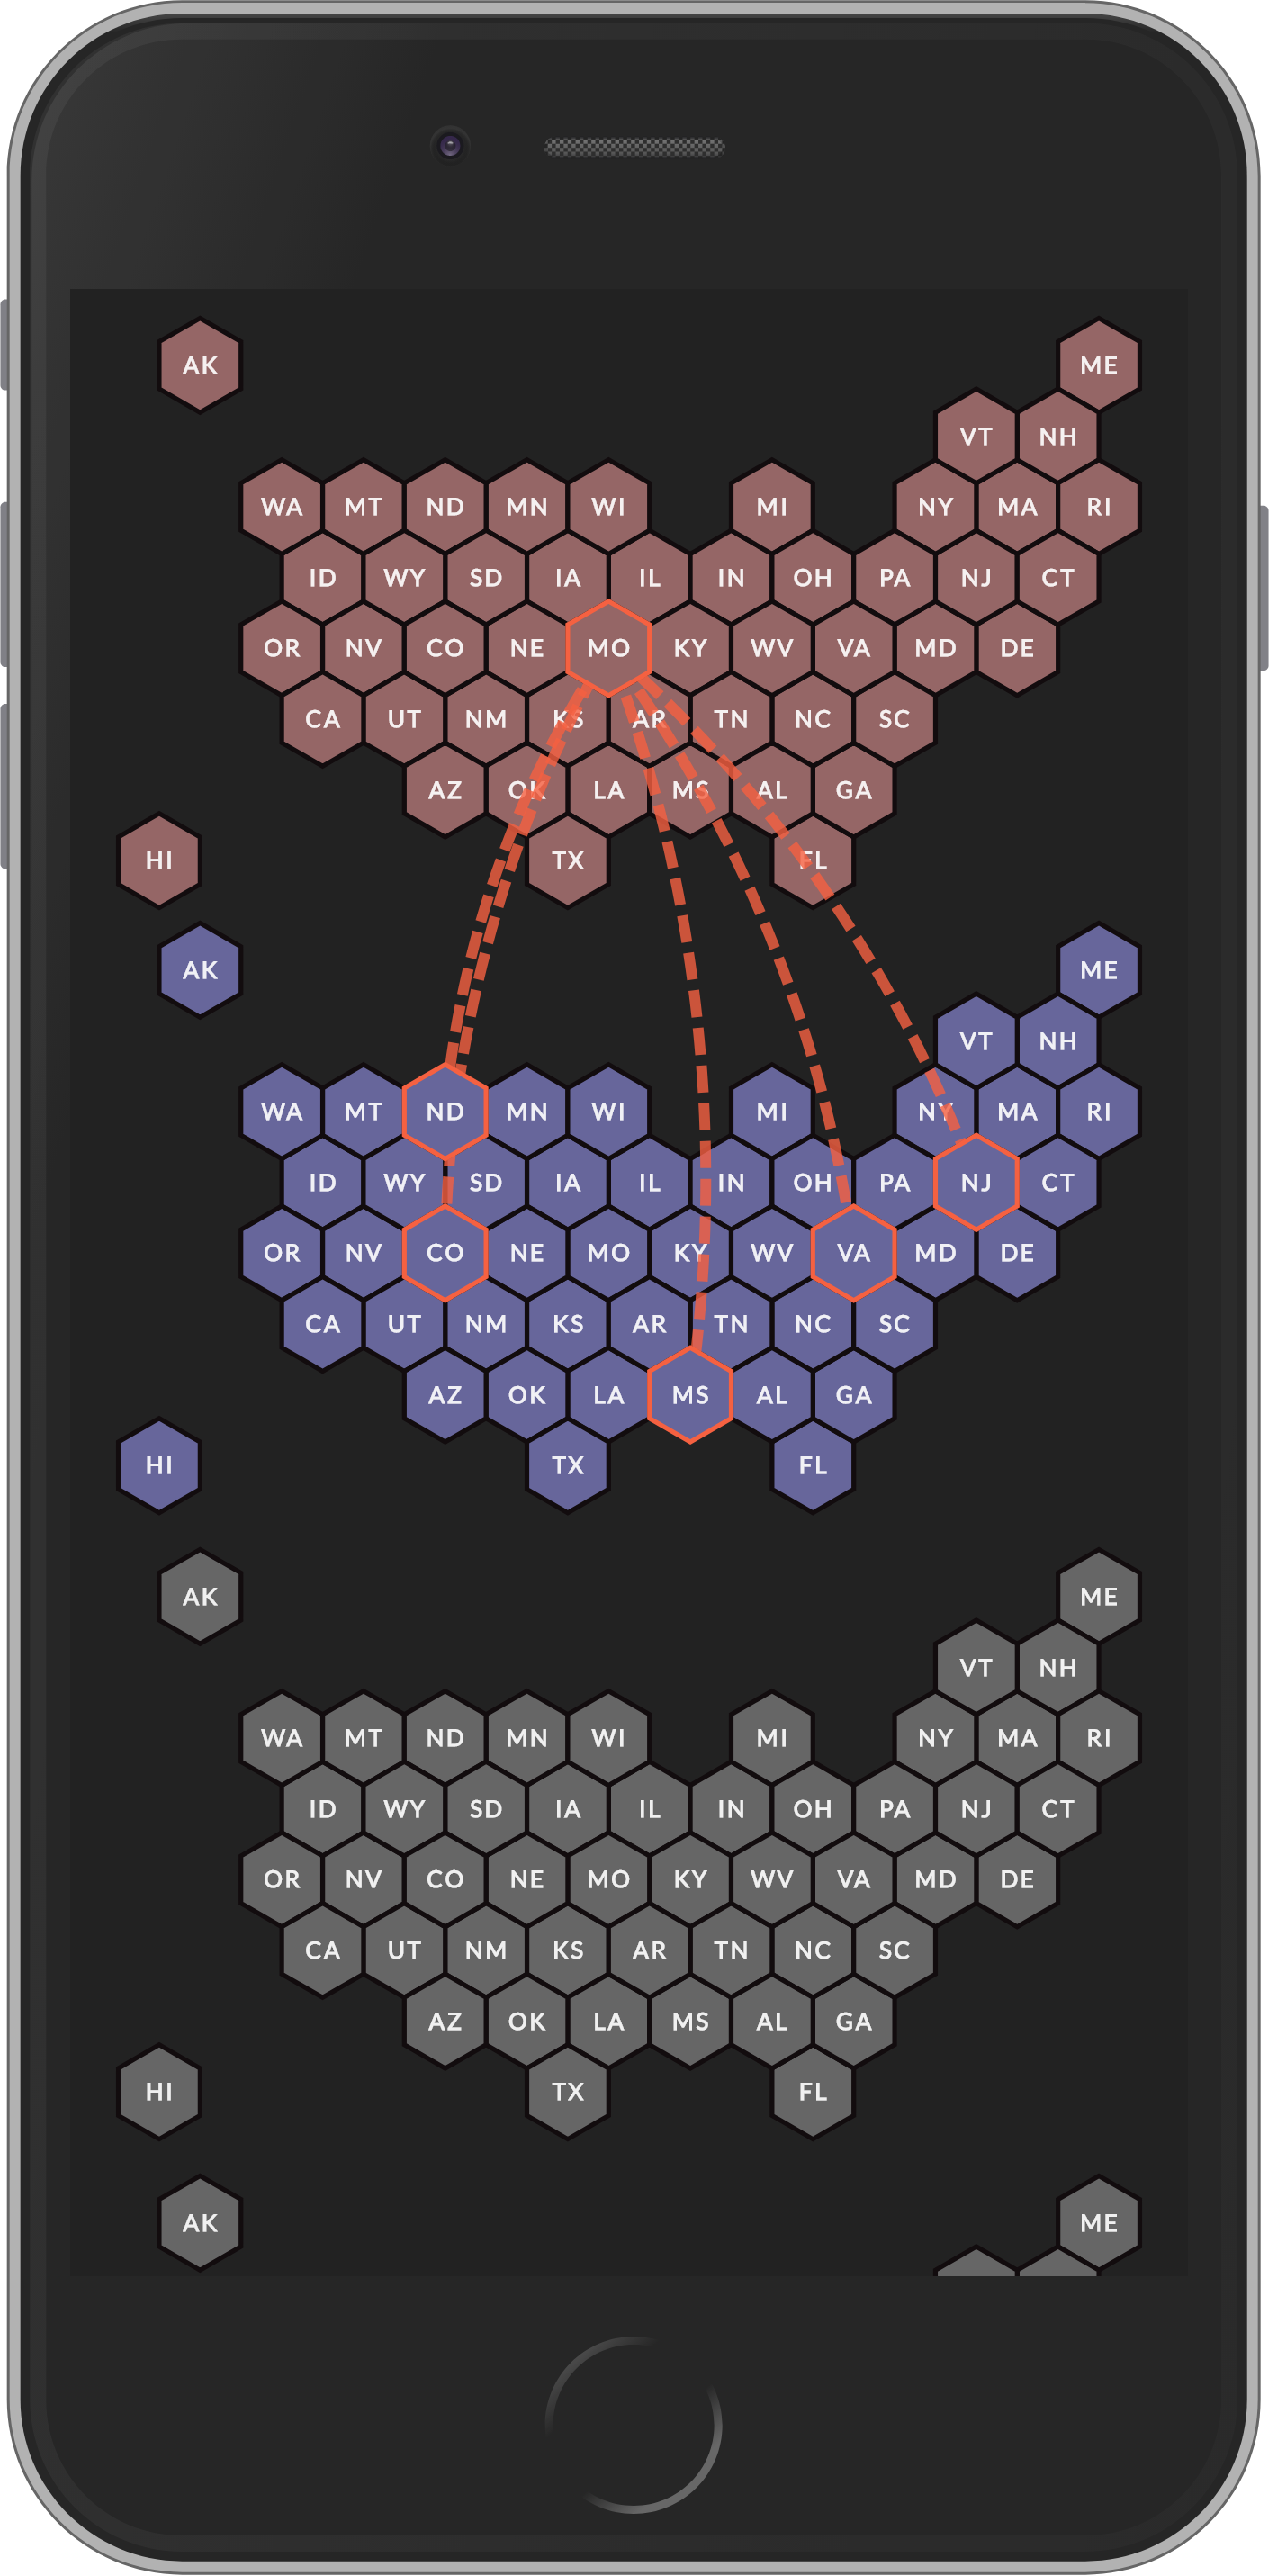 AK ME
VT NH
WA MT ND MN WI MI NY MA RI
ID WY SD IA IL IN OH PA NJ CT
OR NV CO NE MO KY WV VA MD DE
CA UT NM KS AR TN NC SC
AZ OK LA MS AL GA
HI TX FL
AK ME
VT NH
WA MT ND MN WI MI NY MA RI
ID WY SD IA IL IN OH PA NJ CT
OR NV CO NE MO KY WV VA MD DE
CA UT NM KS AR TN NC SC
AZ OK LA MS AL GA
HI TX FL
AK ME
VT NH
WA MT ND MN WI MI NY MA RI
ID WY SD IA IL IN OH PA NJ CT
OR NV CO NE MO KY WV VA MD DE
CA UT NM KS AR TN NC SC
AZ OK LA MS AL GA
HI TX FL
AK ME